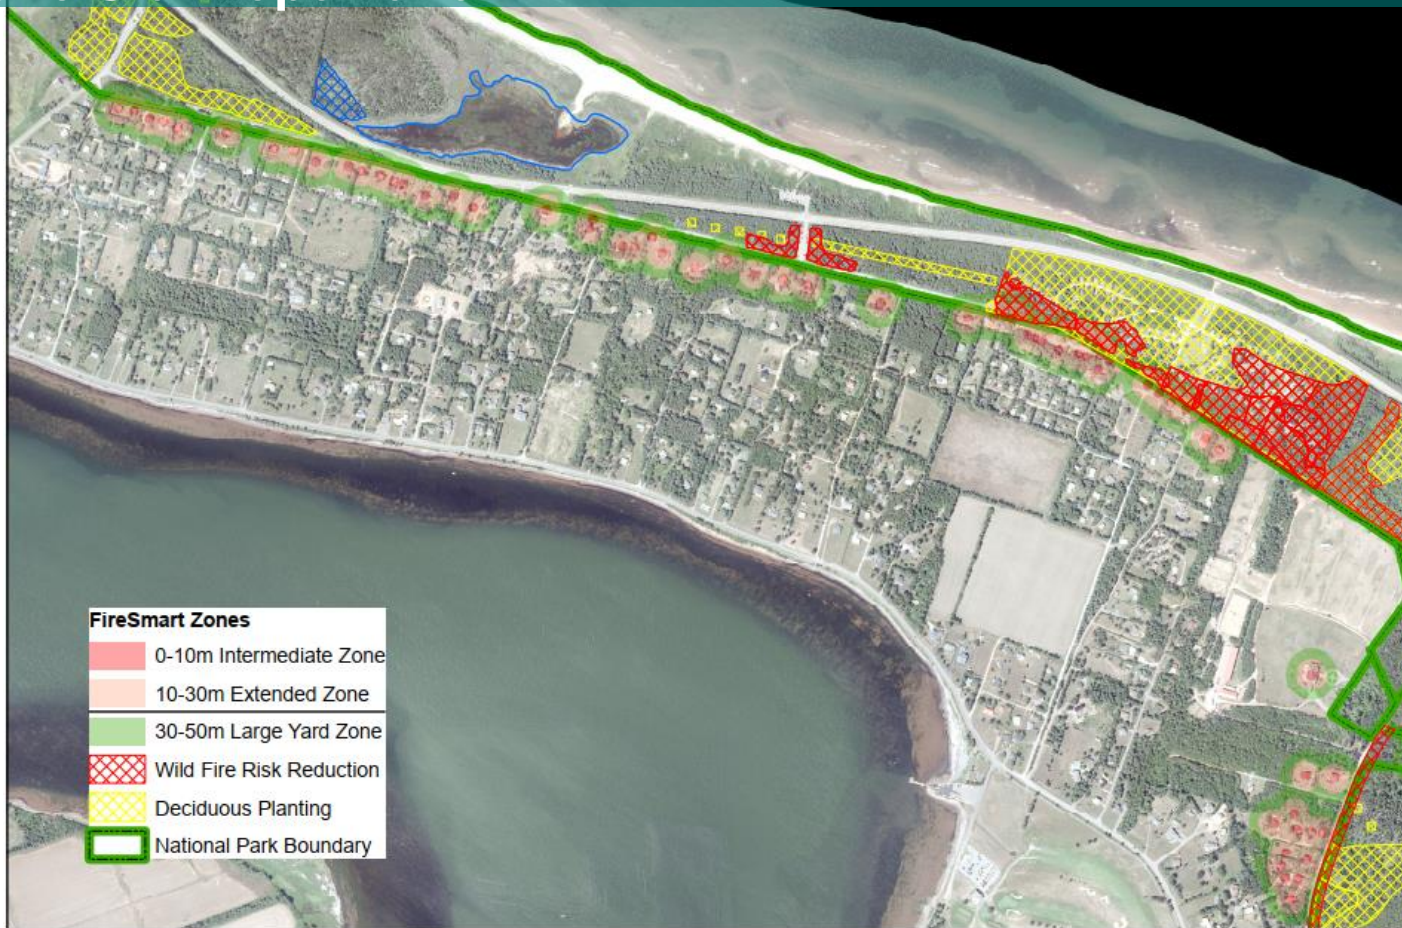 FireSmart Zones
0-10m Intermediate Zone
10-30m Extended Zone
30-50m Large Yard Zone
Wild Fire Risk Reduction
Deciduous Planting
National Park Boundary